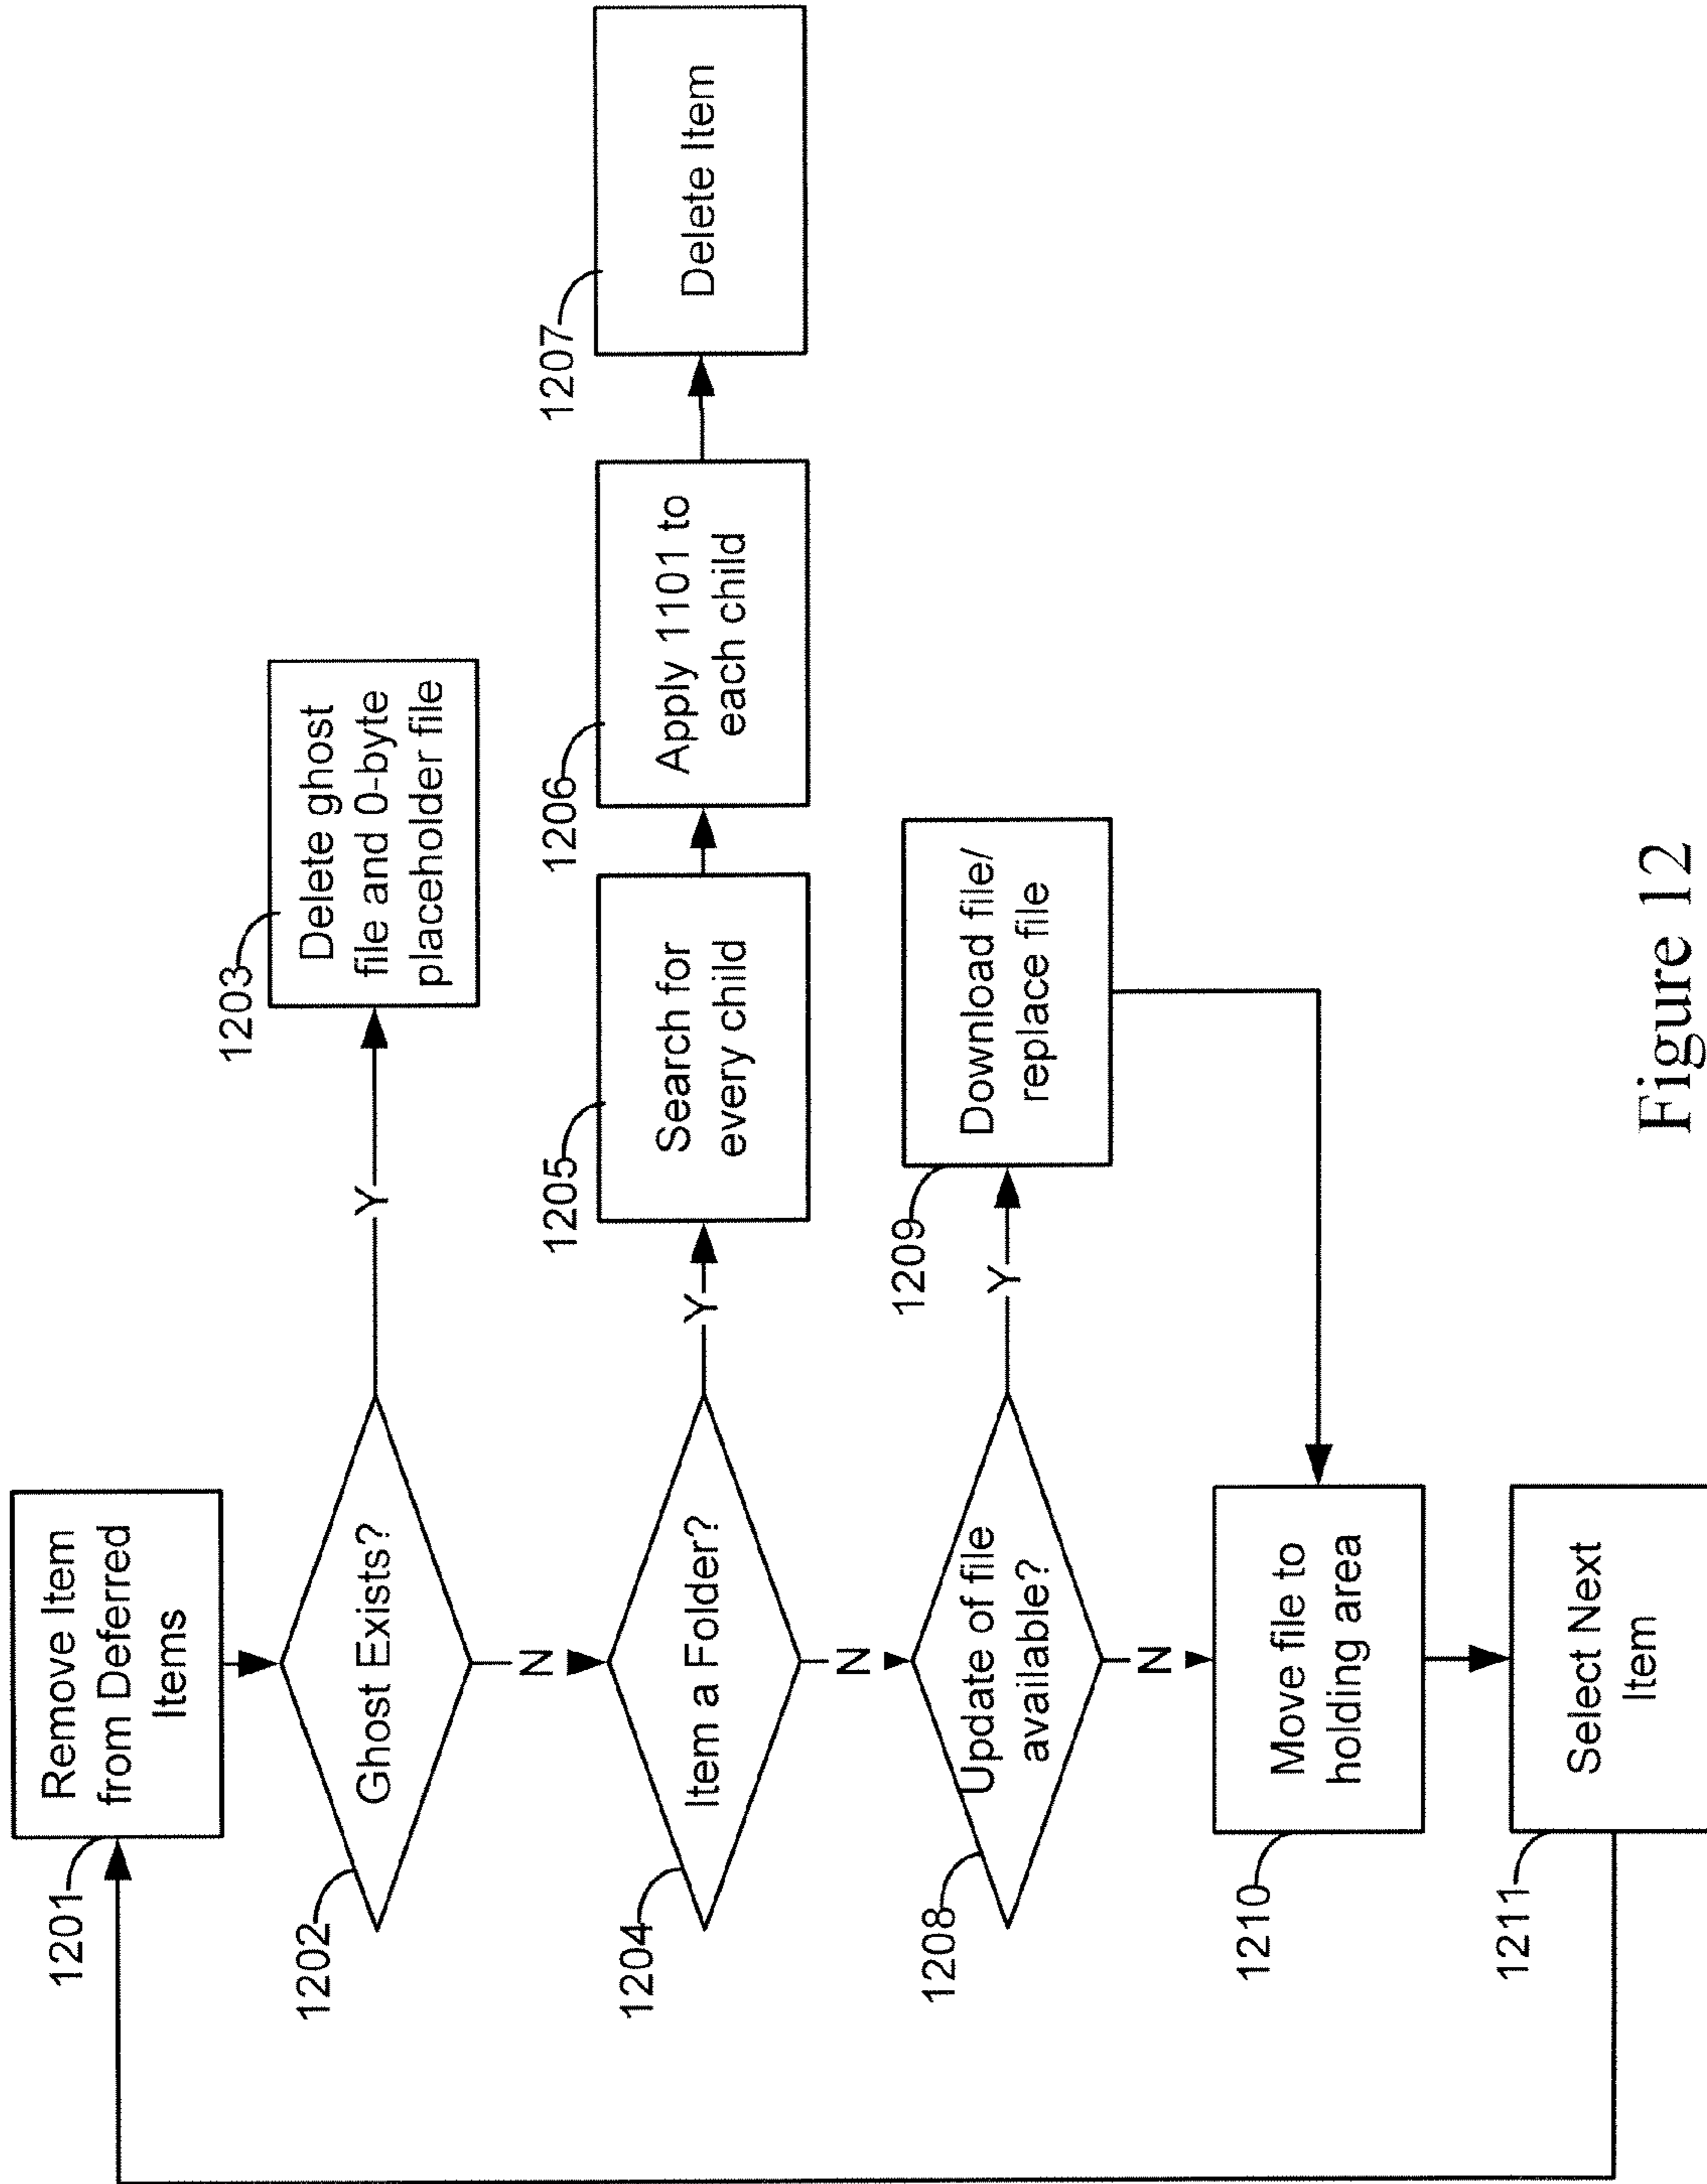 1201
Remove Item
from Deferred
Items
1202
Ghost Exists?
Y
1203
Delete ghost
file and 0-byte
placeholder file
N
1204
Item a Folder?
Y
1205
Search for
every child
1206
Apply 1101 to
each child
1207
Delete Item
N
1208
Update of file
available?
Y
1209
Download file/
replace file
N
1210
Move file to
holding area
1211
Select Next
Item
Figure 12